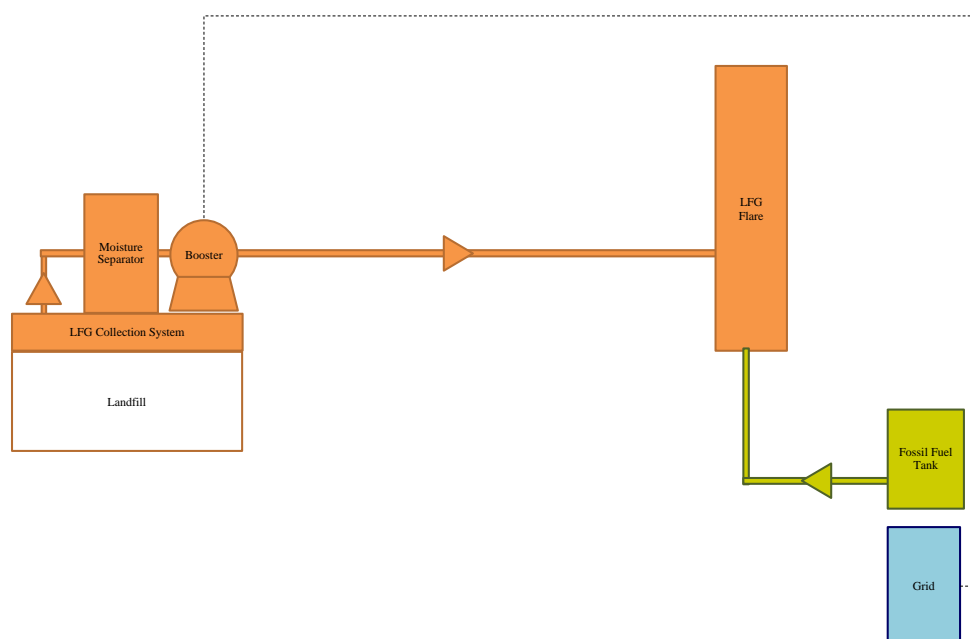 LFG
Flare
Moisture
Separator
Booster
LFG Collection System
Landfill
Fossil Fuel
Tank
Grid